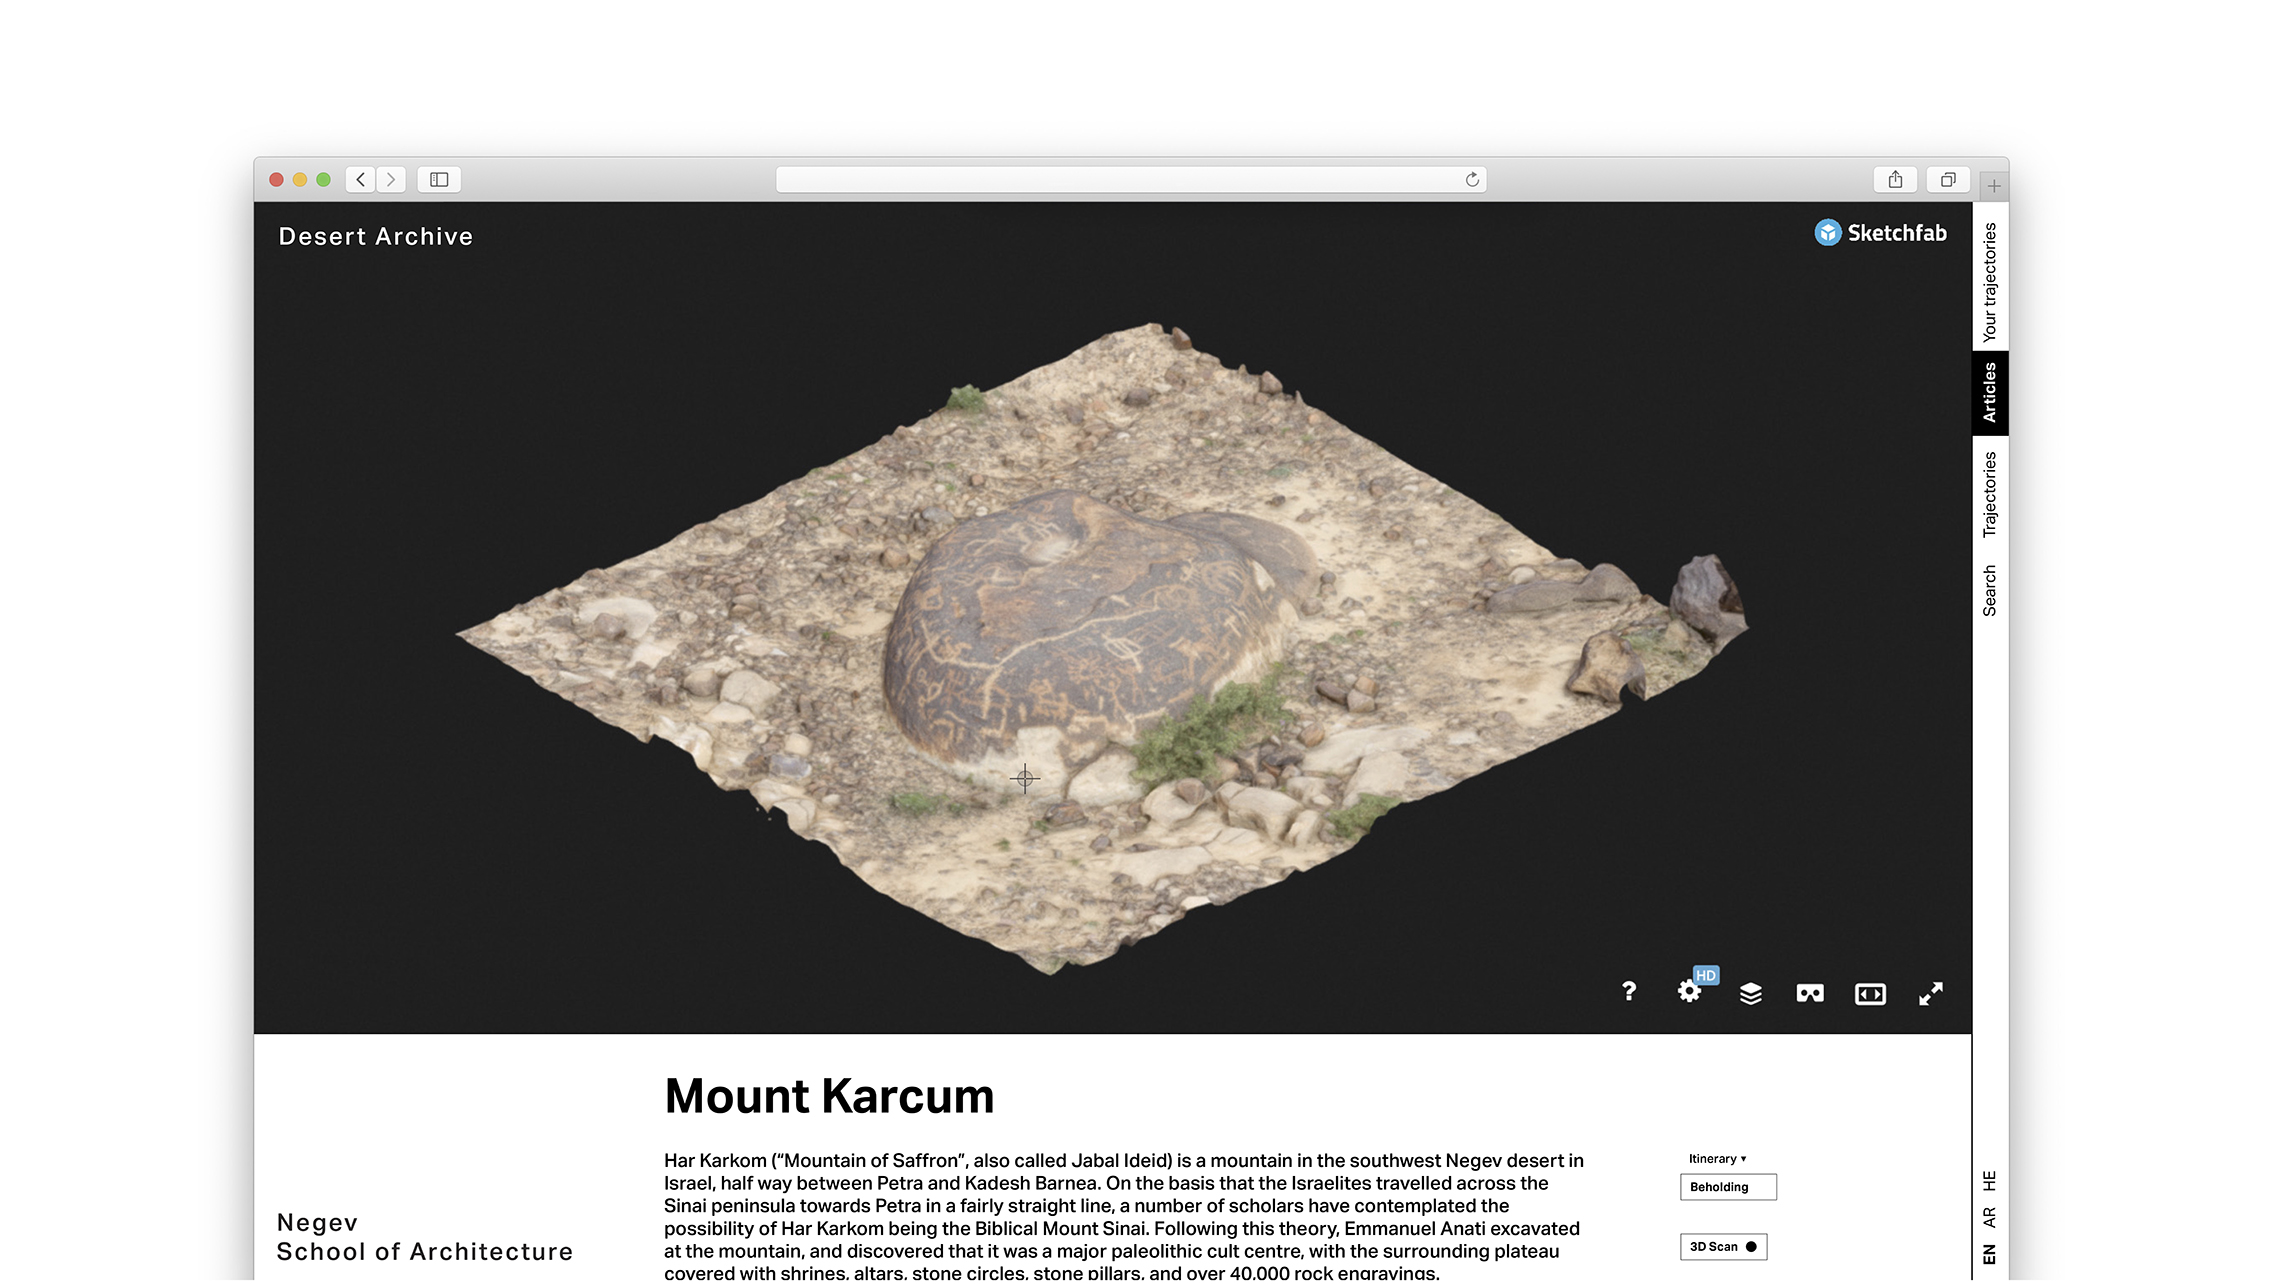 Desert Archive
Sketchfab
Your trajectories
Articles
Trajectories
Search
?
HD
Mount Karcum
Har Karkom (“Mountain of Saffron”, also called Jabal Ideid) is a mountain in the southwest Negev desert in
Israel, half way between Petra and Kadesh Barnea. On the basis that the Israelites travelled across the
Sinai peninsula towards Petra in a fairly straight line, a number of scholars have contemplated the
possibility of Har Karkom being the Biblical Mount Sinai. Following this theory, Emmanuel Anati excavated
at the mountain, and discovered that it was a major paleolithic cult centre, with the surrounding plateau
covered with shrines, altars, stone circles, stone pillars, and over 40,000 rock engravings.
Negev
School of Architecture
Itinerary ▾
Beholding
3D Scan ●
HE
AR
EN